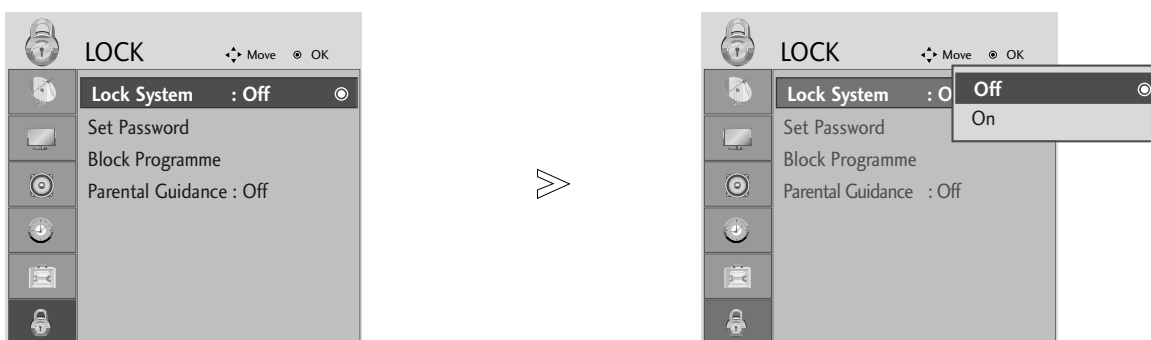 LOCK
Move OK
Lock System : Off
Set Password
Block Programme
Parental Guidance : Off
LOCK
Move OK
Lock System : O
Set Password
Block Programme
Parental Guidance : Off
Off
On